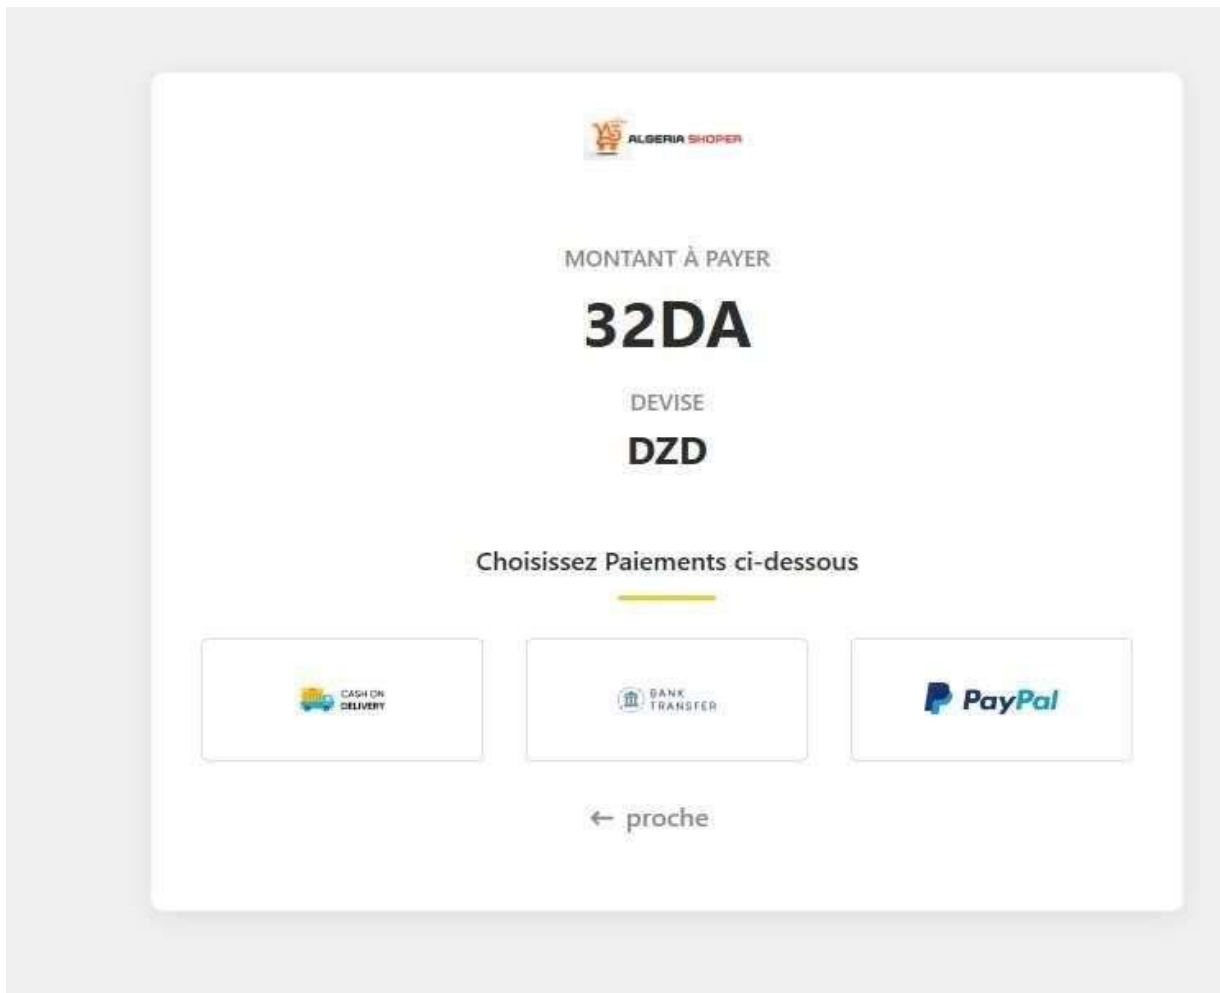 ALGERIA SHOPER
MONTANT À PAYER
32DA
DEVISE
DZD
Choisissez Paiements ci-dessous
CASH ON
DELIVERY
BANK
TRANSFER
PayPal
← proche